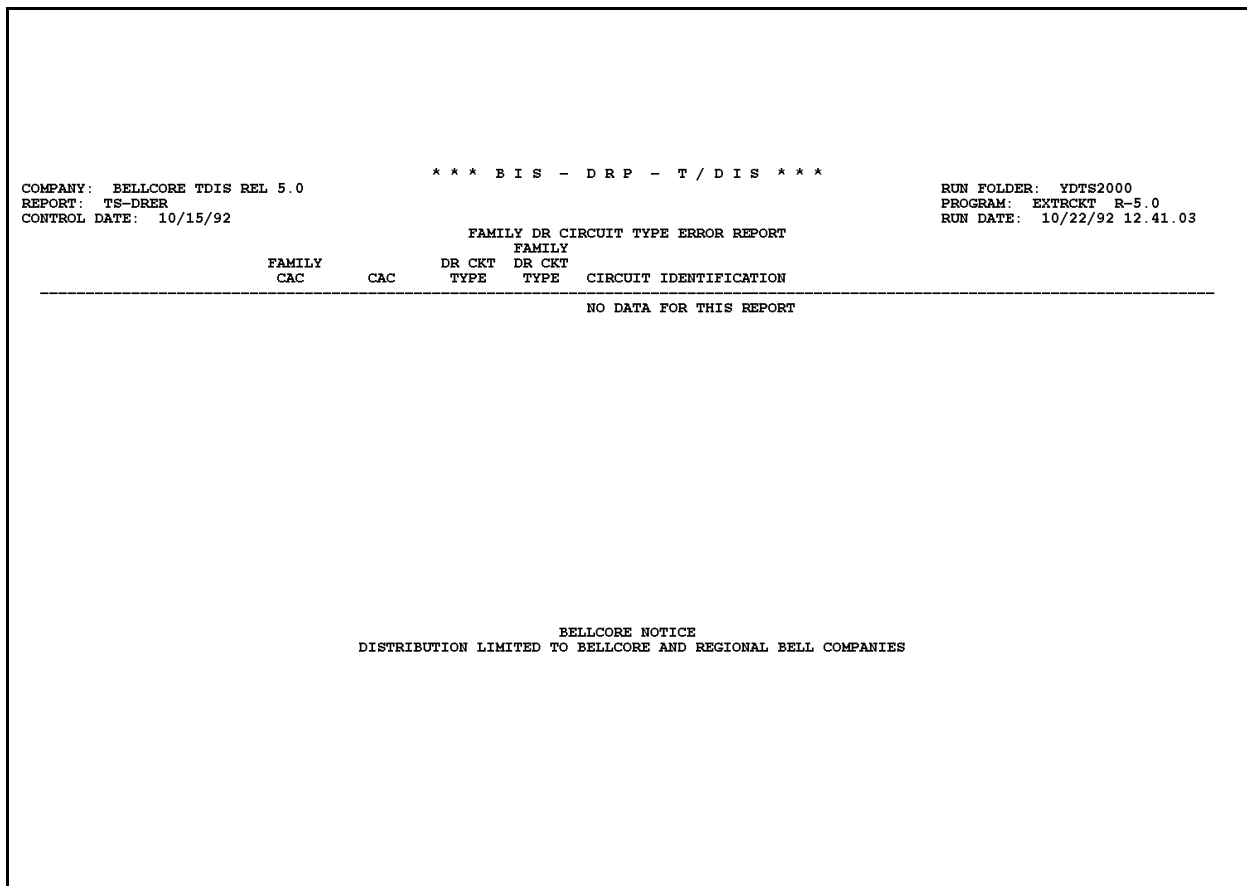 * * * B I S – D R P – T / D I S * * *
COMPANY: BELLCORE TDIS REL 5.0 RUN FOLDER: YDTS2000
REPORT: TS–DRER PROGRAM: EXTRCKT R–5.0
CONTROL DATE: 10/15/92 RUN DATE: 10/22/92 12.41.03
FAMILY DR CIRCUIT TYPE ERROR REPORT
FAMILY
FAMILY DR CKT DR CKT
CAC CAC TYPE TYPE CIRCUIT IDENTIFICATION
NO DATA FOR THIS REPORT
BELLCORE NOTICE
DISTRIBUTION LIMITED TO BELLCORE AND REGIONAL BELL COMPANIES